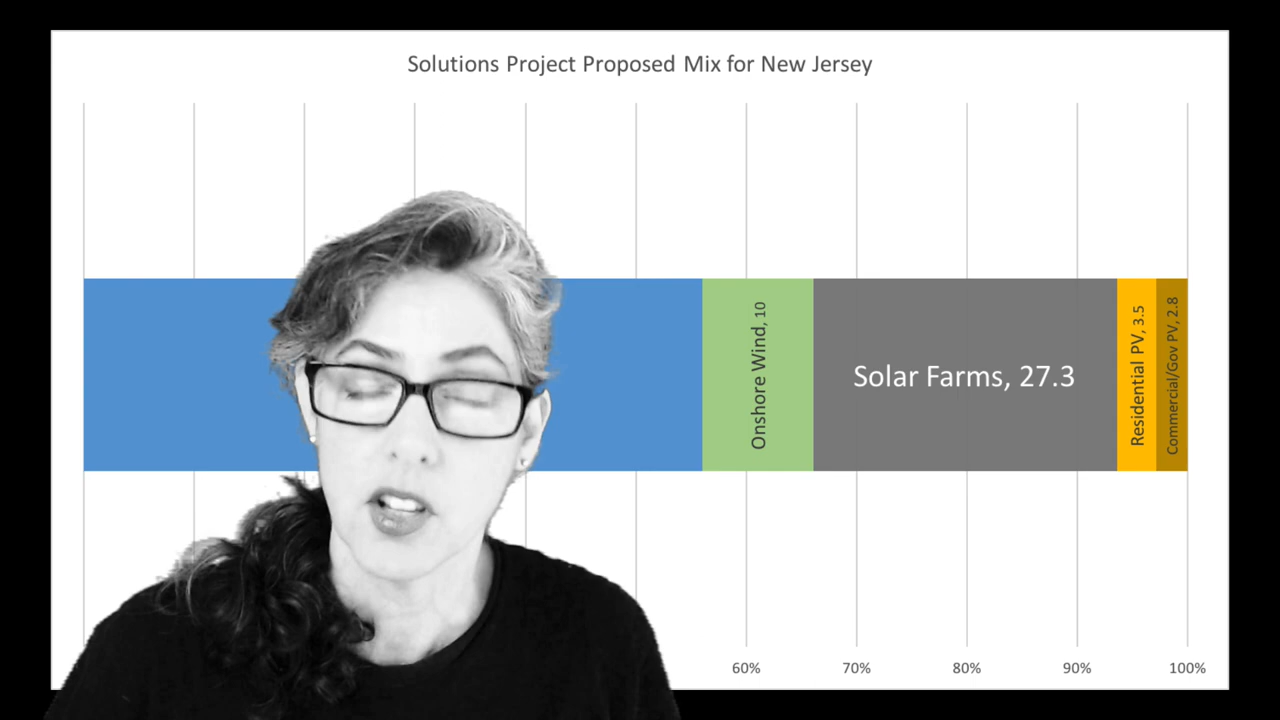 Solutions Project Proposed Mix for New Jersey
Onshore Wind, 10
Solar Farms, 27.3
Residential PV, 3.5
Commercial/Gov PV, 2.8
60%
70%
80%
90%
100%